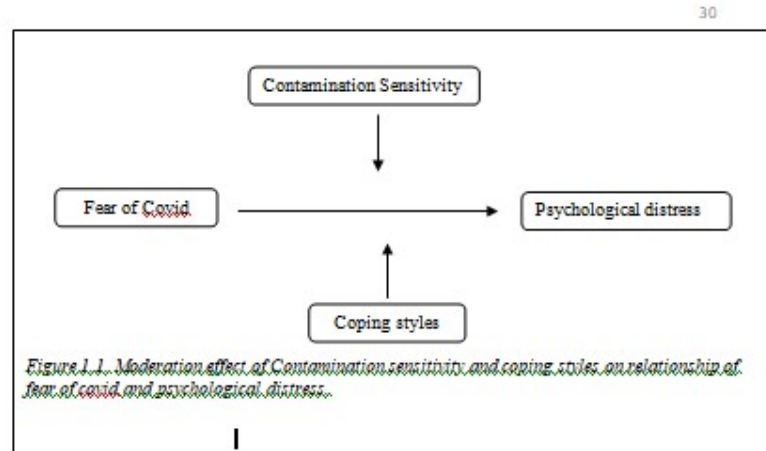 30
Contamination Sensitivity
Fear of Covid
Psychological distress
Coping styles
Figure 1.1. Moderation effect of Contamination sensitivity and coping styles on relationship of
fear of covid and psychological distress.